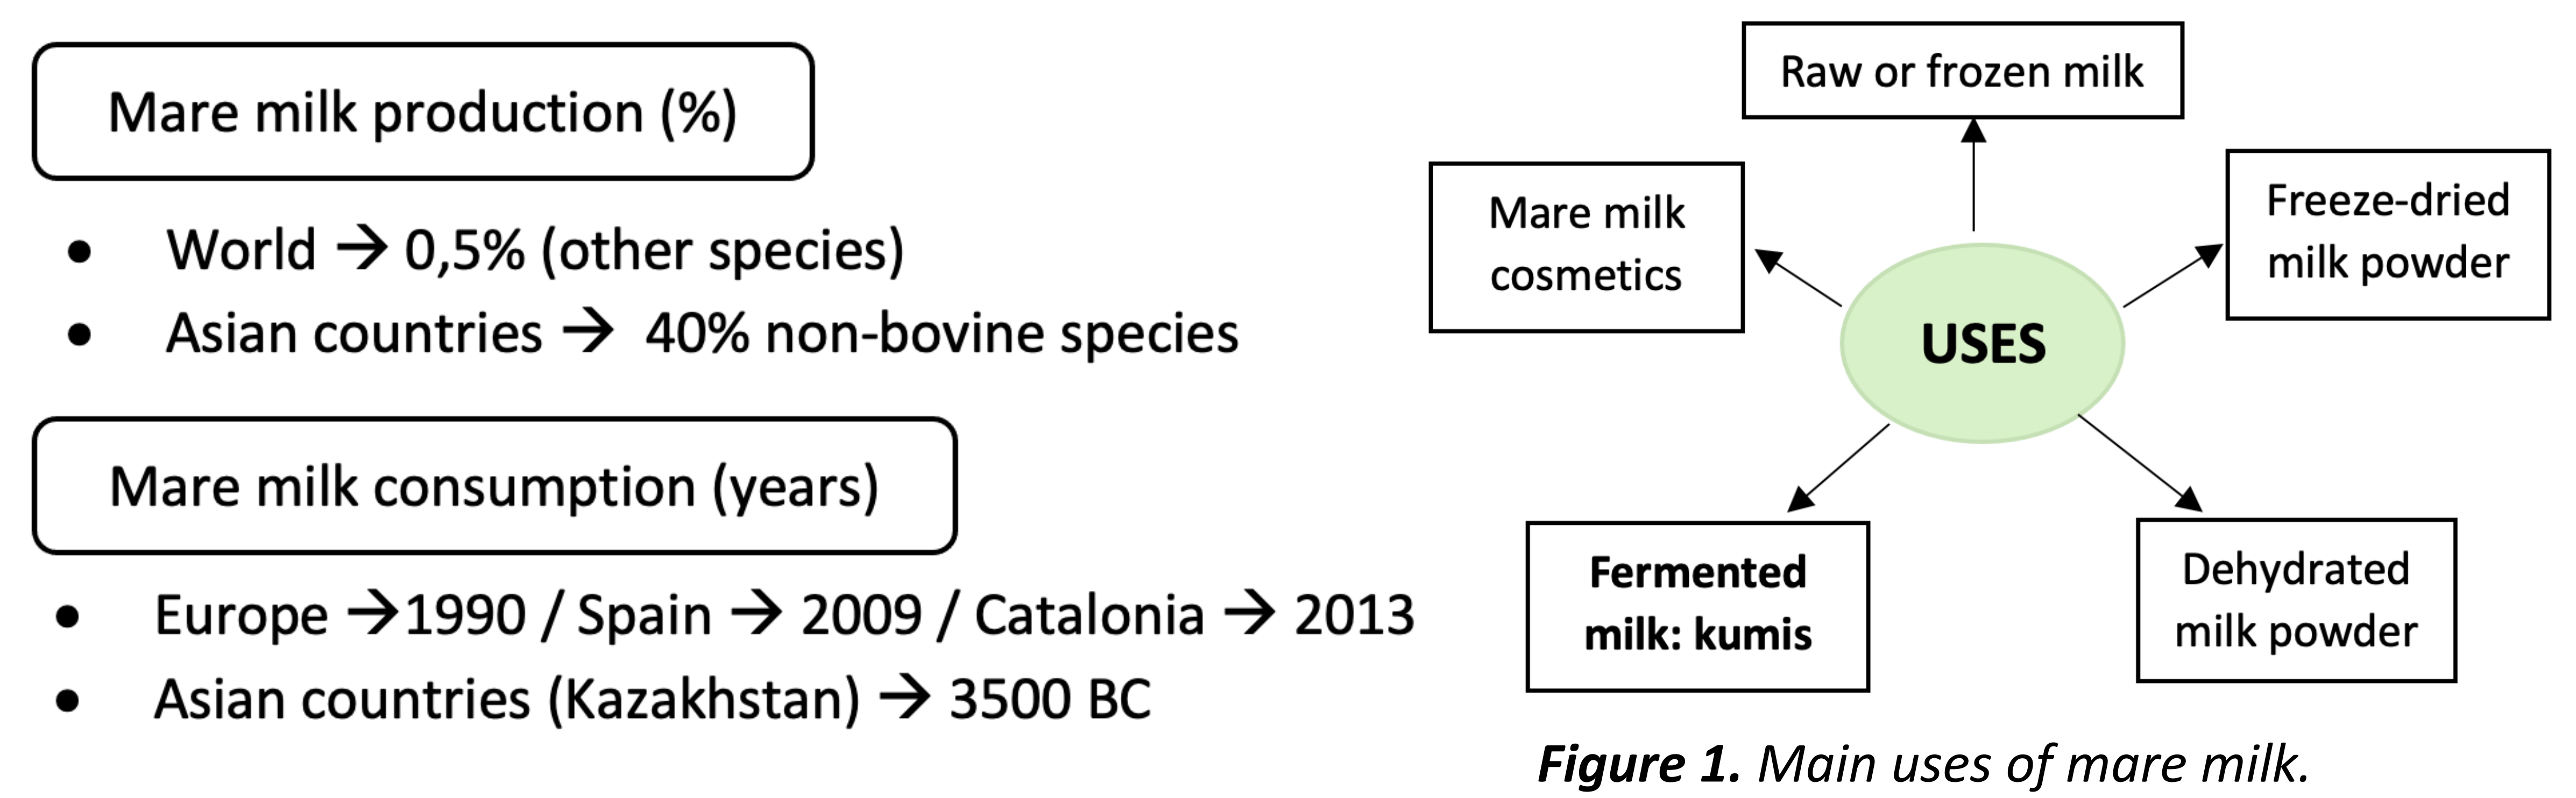 Mare milk production (%)
• World → 0,5% (other species)
• Asian countries → 40% non-bovine species
Mare milk consumption (years)
• Europe →1990 / Spain → 2009 / Catalonia → 2013
• Asian countries (Kazakhstan) → 3500 BC
Raw or frozen milk
Mare milk
cosmetics
Freeze-dried
milk powder
USES
Fermented
milk: kumis
Dehydrated
milk powder
Figure 1. Main uses of mare milk.